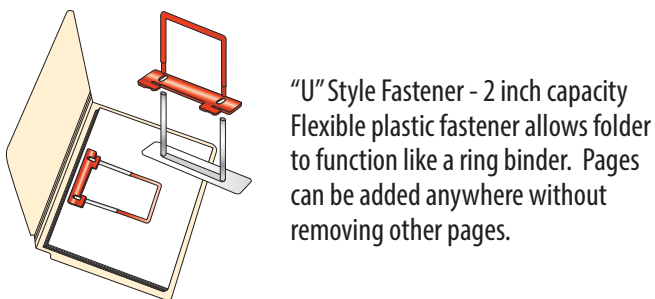 “U” Style Fastener - 2 inch capacity
Flexible plastic fastener allows folder
to function like a ring binder.  Pages
can be added anywhere without
removing other pages.